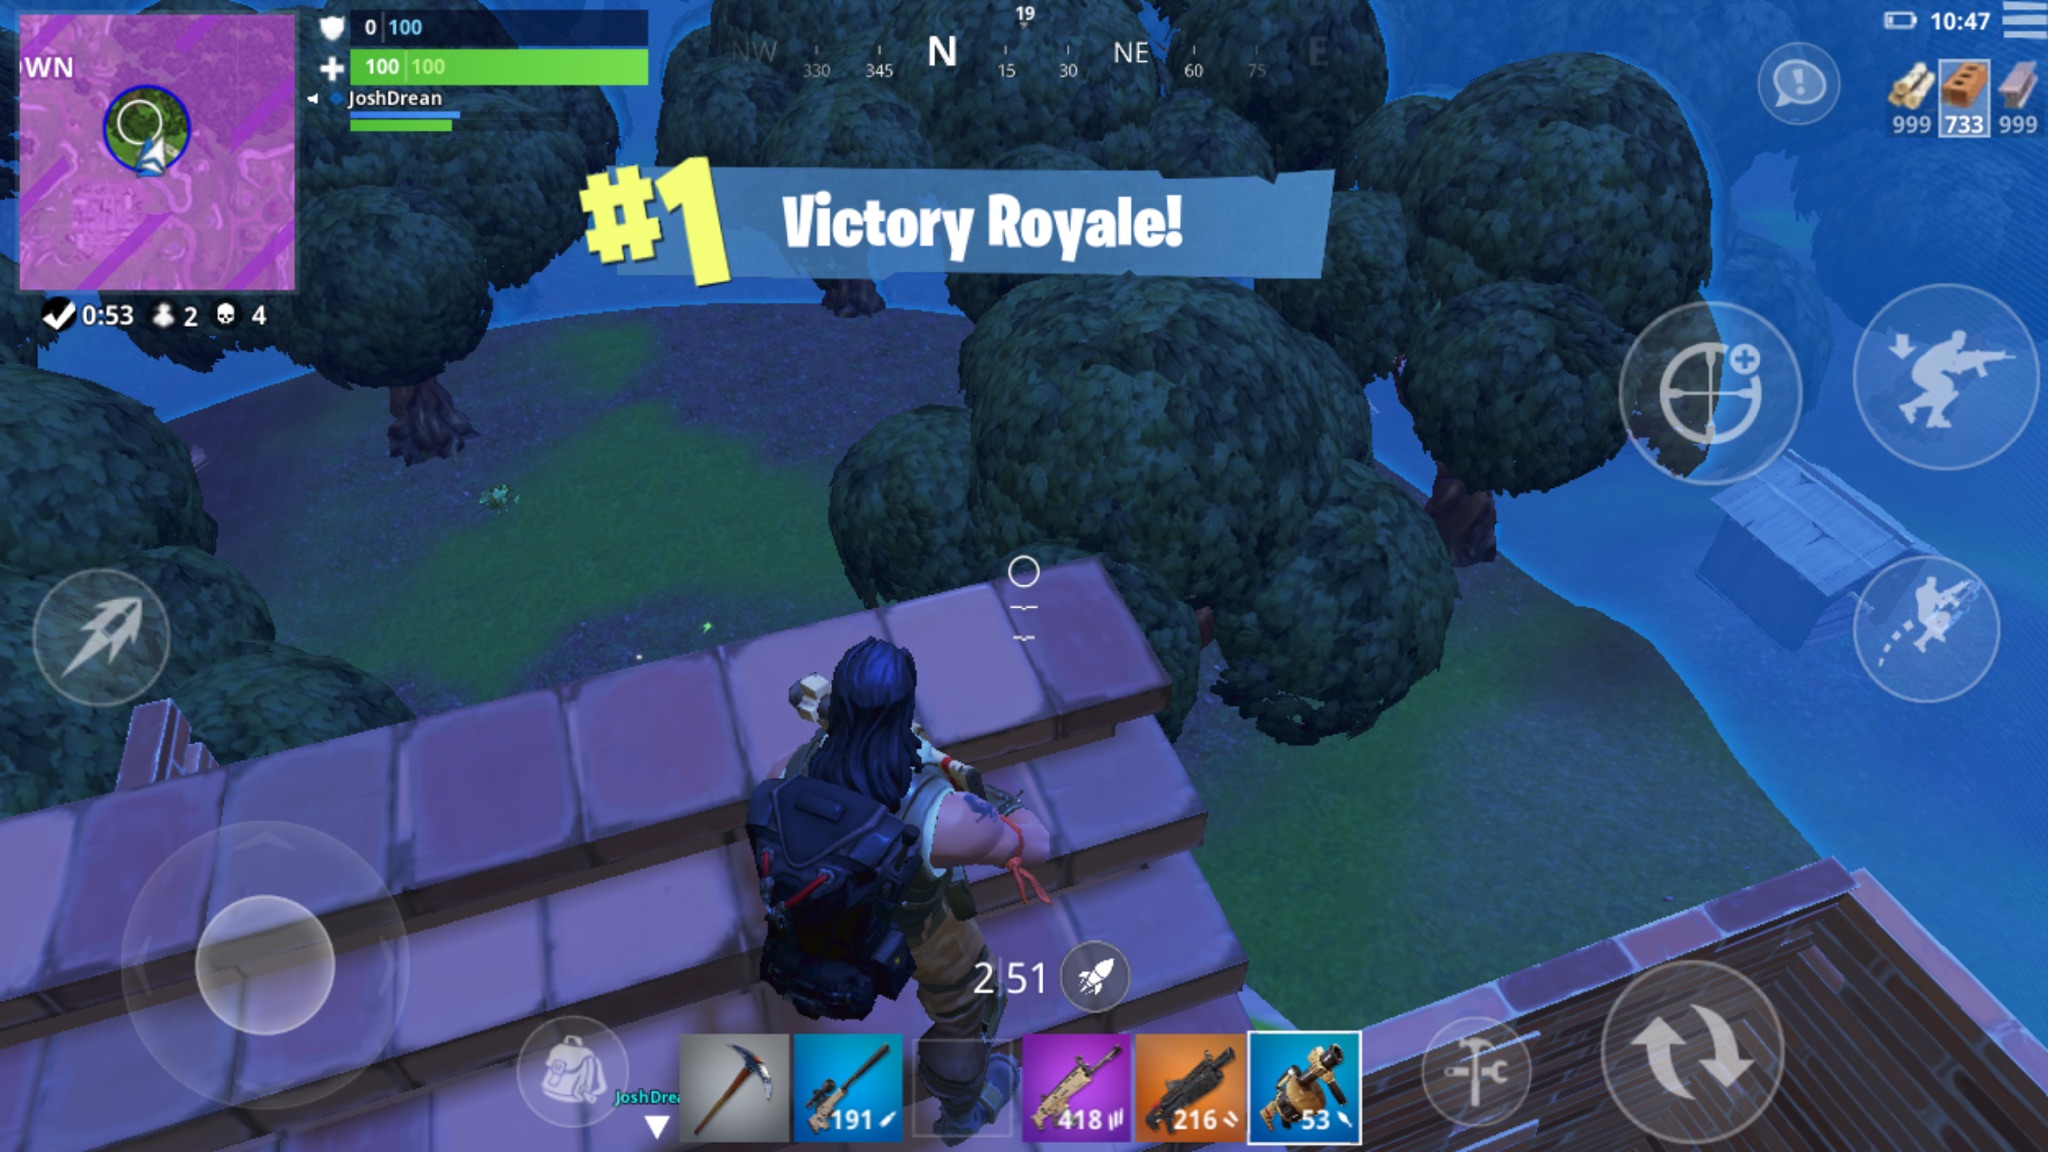 WN
0 | 100
100 | 100
JoshDrean
0:53 2 4
19
NW 330 345 N 15 30 NE 60 75 E
10:47
999 733 999
#1 Victory Royale!
2|51
JoshDrea
191 418 216 53